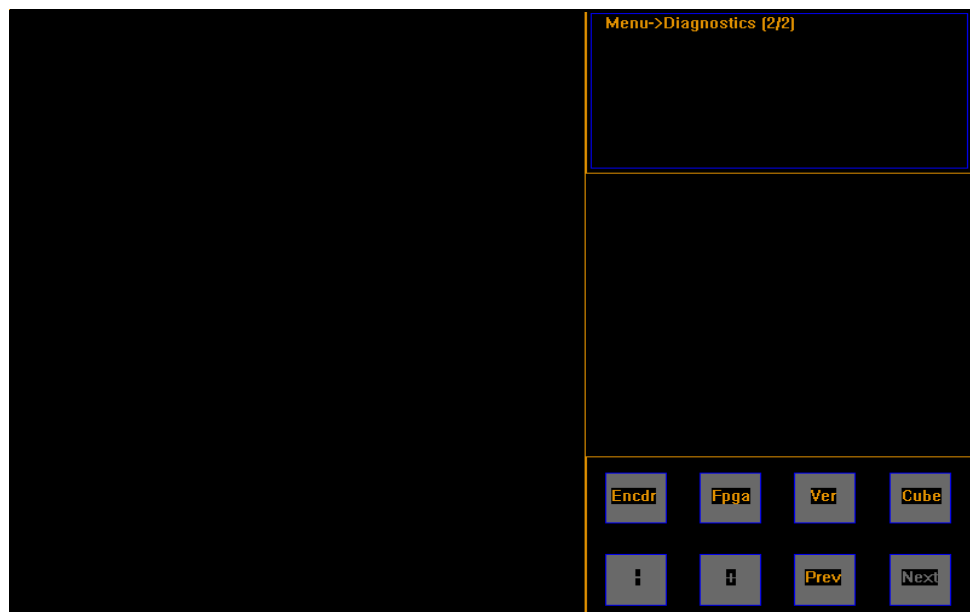 Menu->Diagnostics (2/2)
Encdr Fpga Ver Cube
- + Prev Next